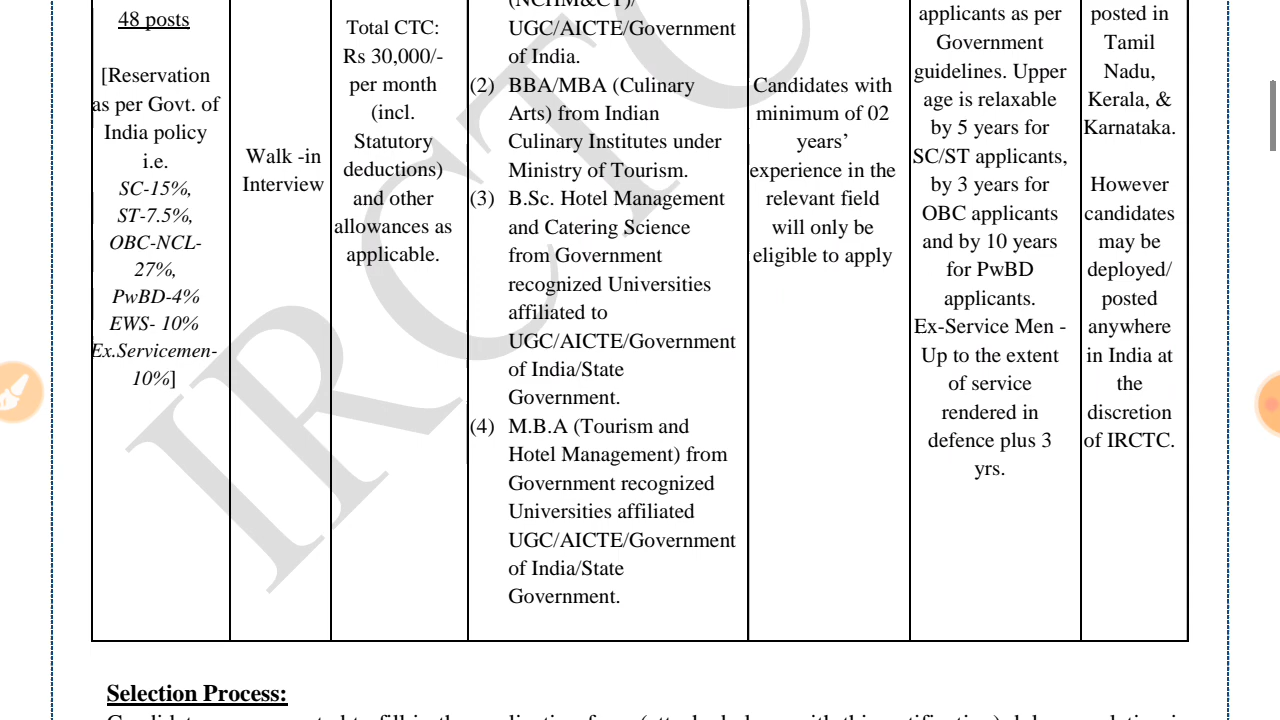 48 posts
[Reservation
as per Govt. of
India policy
i.e.
SC-15%,
ST-7.5%,
OBC-NCL-
27%,
PwBD-4%
EWS- 10%
Ex.Servicemen-
10%]
Walk -in
Interview
Total CTC:
Rs 30,000/-
per month
(incl.
Statutory
deductions)
and other
allowances as
applicable.
(NCHM&CT)/
UGC/AICTE/Government
of India.
(2) BBA/MBA (Culinary
Arts) from Indian
Culinary Institutes under
Ministry of Tourism.
(3) B.Sc. Hotel Management
and Catering Science
from Government
recognized Universities
affiliated to
UGC/AICTE/Government
of India/State
Government.
(4) M.B.A (Tourism and
Hotel Management) from
Government recognized
Universities affiliated
UGC/AICTE/Government
of India/State
Government.
Candidates with
minimum of 02
years’
experience in the
relevant field
will only be
eligible to apply
applicants as per
Government
guidelines. Upper
age is relaxable
by 5 years for
SC/ST applicants,
by 3 years for
OBC applicants
and by 10 years
for PwBD
applicants.
Ex-Service Men -
Up to the extent
of service
rendered in
defence plus 3
yrs.
posted in
Tamil
Nadu,
Kerala, &
Karnataka.
However
candidates
may be
deployed/
posted
anywhere
in India at
the
discretion
of IRCTC.
IRCTC
Selection Process: